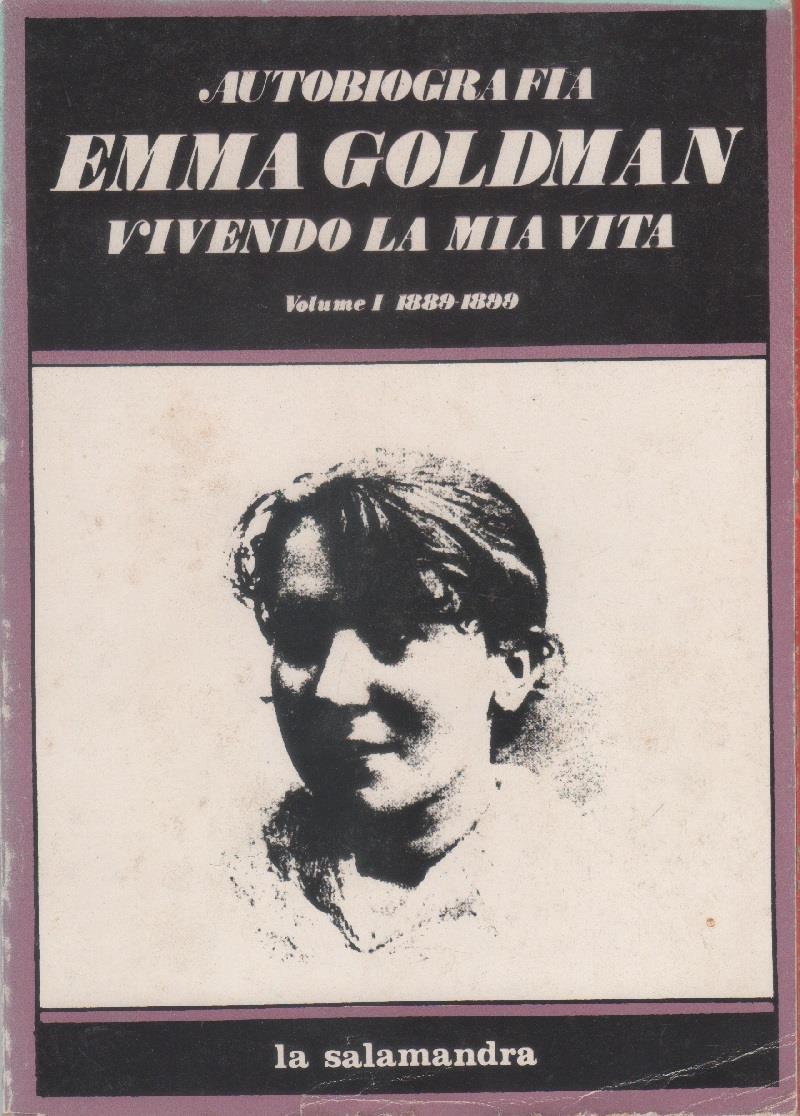 AUTOBIOGRAFIA
EMMA GOLDMAN
VIVENDO LA MIA VITA
Volume I 1889-1899
la salamandra